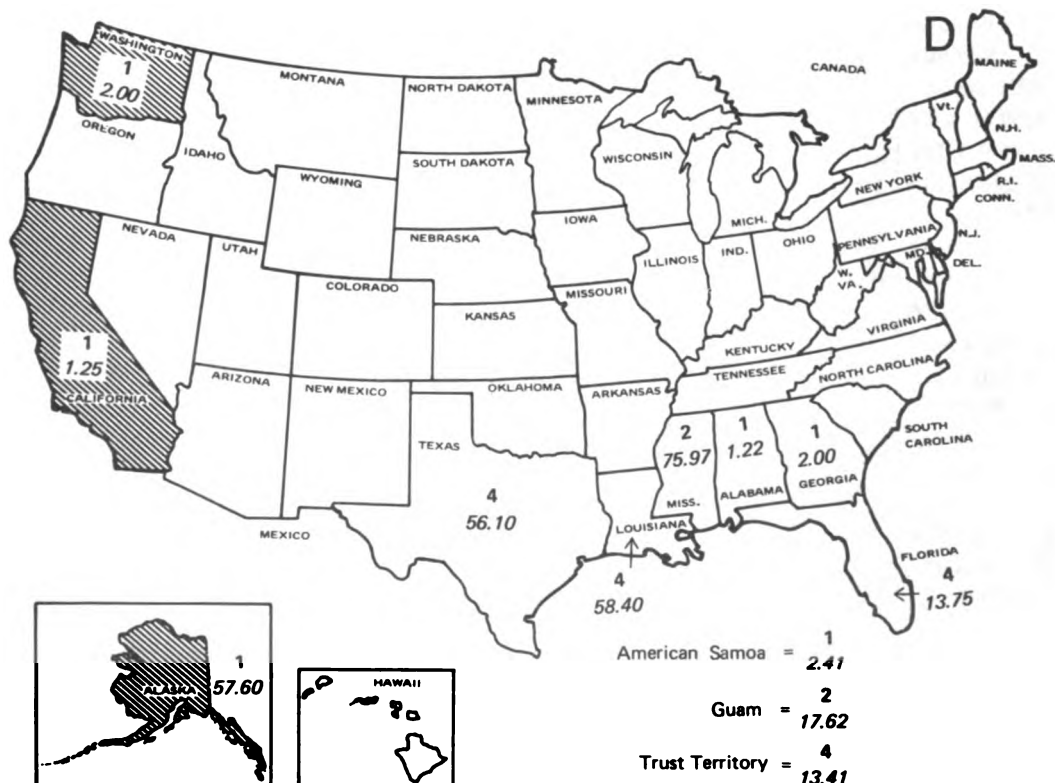 D
WASHINGTON
1
2.00
OREGON
IDAHO
MONTANA
NORTH DAKOTA
MINNESOTA
CANADA
MAINE
Vt.
N.H.
MASS.
R.I.
CONN.
NEW YORK
WISCONSIN
SOUTH DAKOTA
WYOMING
MICH.
IOWA
NEBRASKA
NEVADA
UTAH
COLORADO
ILLINOIS
IND.
OHIO
PENNSYLVANIA
N.J.
MD.
DEL.
W.
VA.
VIRGINIA
KENTUCKY
MISSOURI
KANSAS
1
1.25
CALIFORNIA
ARIZONA
NEW MEXICO
OKLAHOMA
ARKANSAS
TENNESSEE
NORTH CAROLINA
SOUTH
CAROLINA
TEXAS
4
56.10
2
75.97
MISS.
1
1.22
ALABAMA
1
2.00
GEORGIA
LOUISIANA
4
58.40
MEXICO
FLORIDA
4
13.75
ALASKA
1
57.60
HAWAII
American Samoa = 1
2.41
Guam = 2
17.62
Trust Territory = 4
13.41